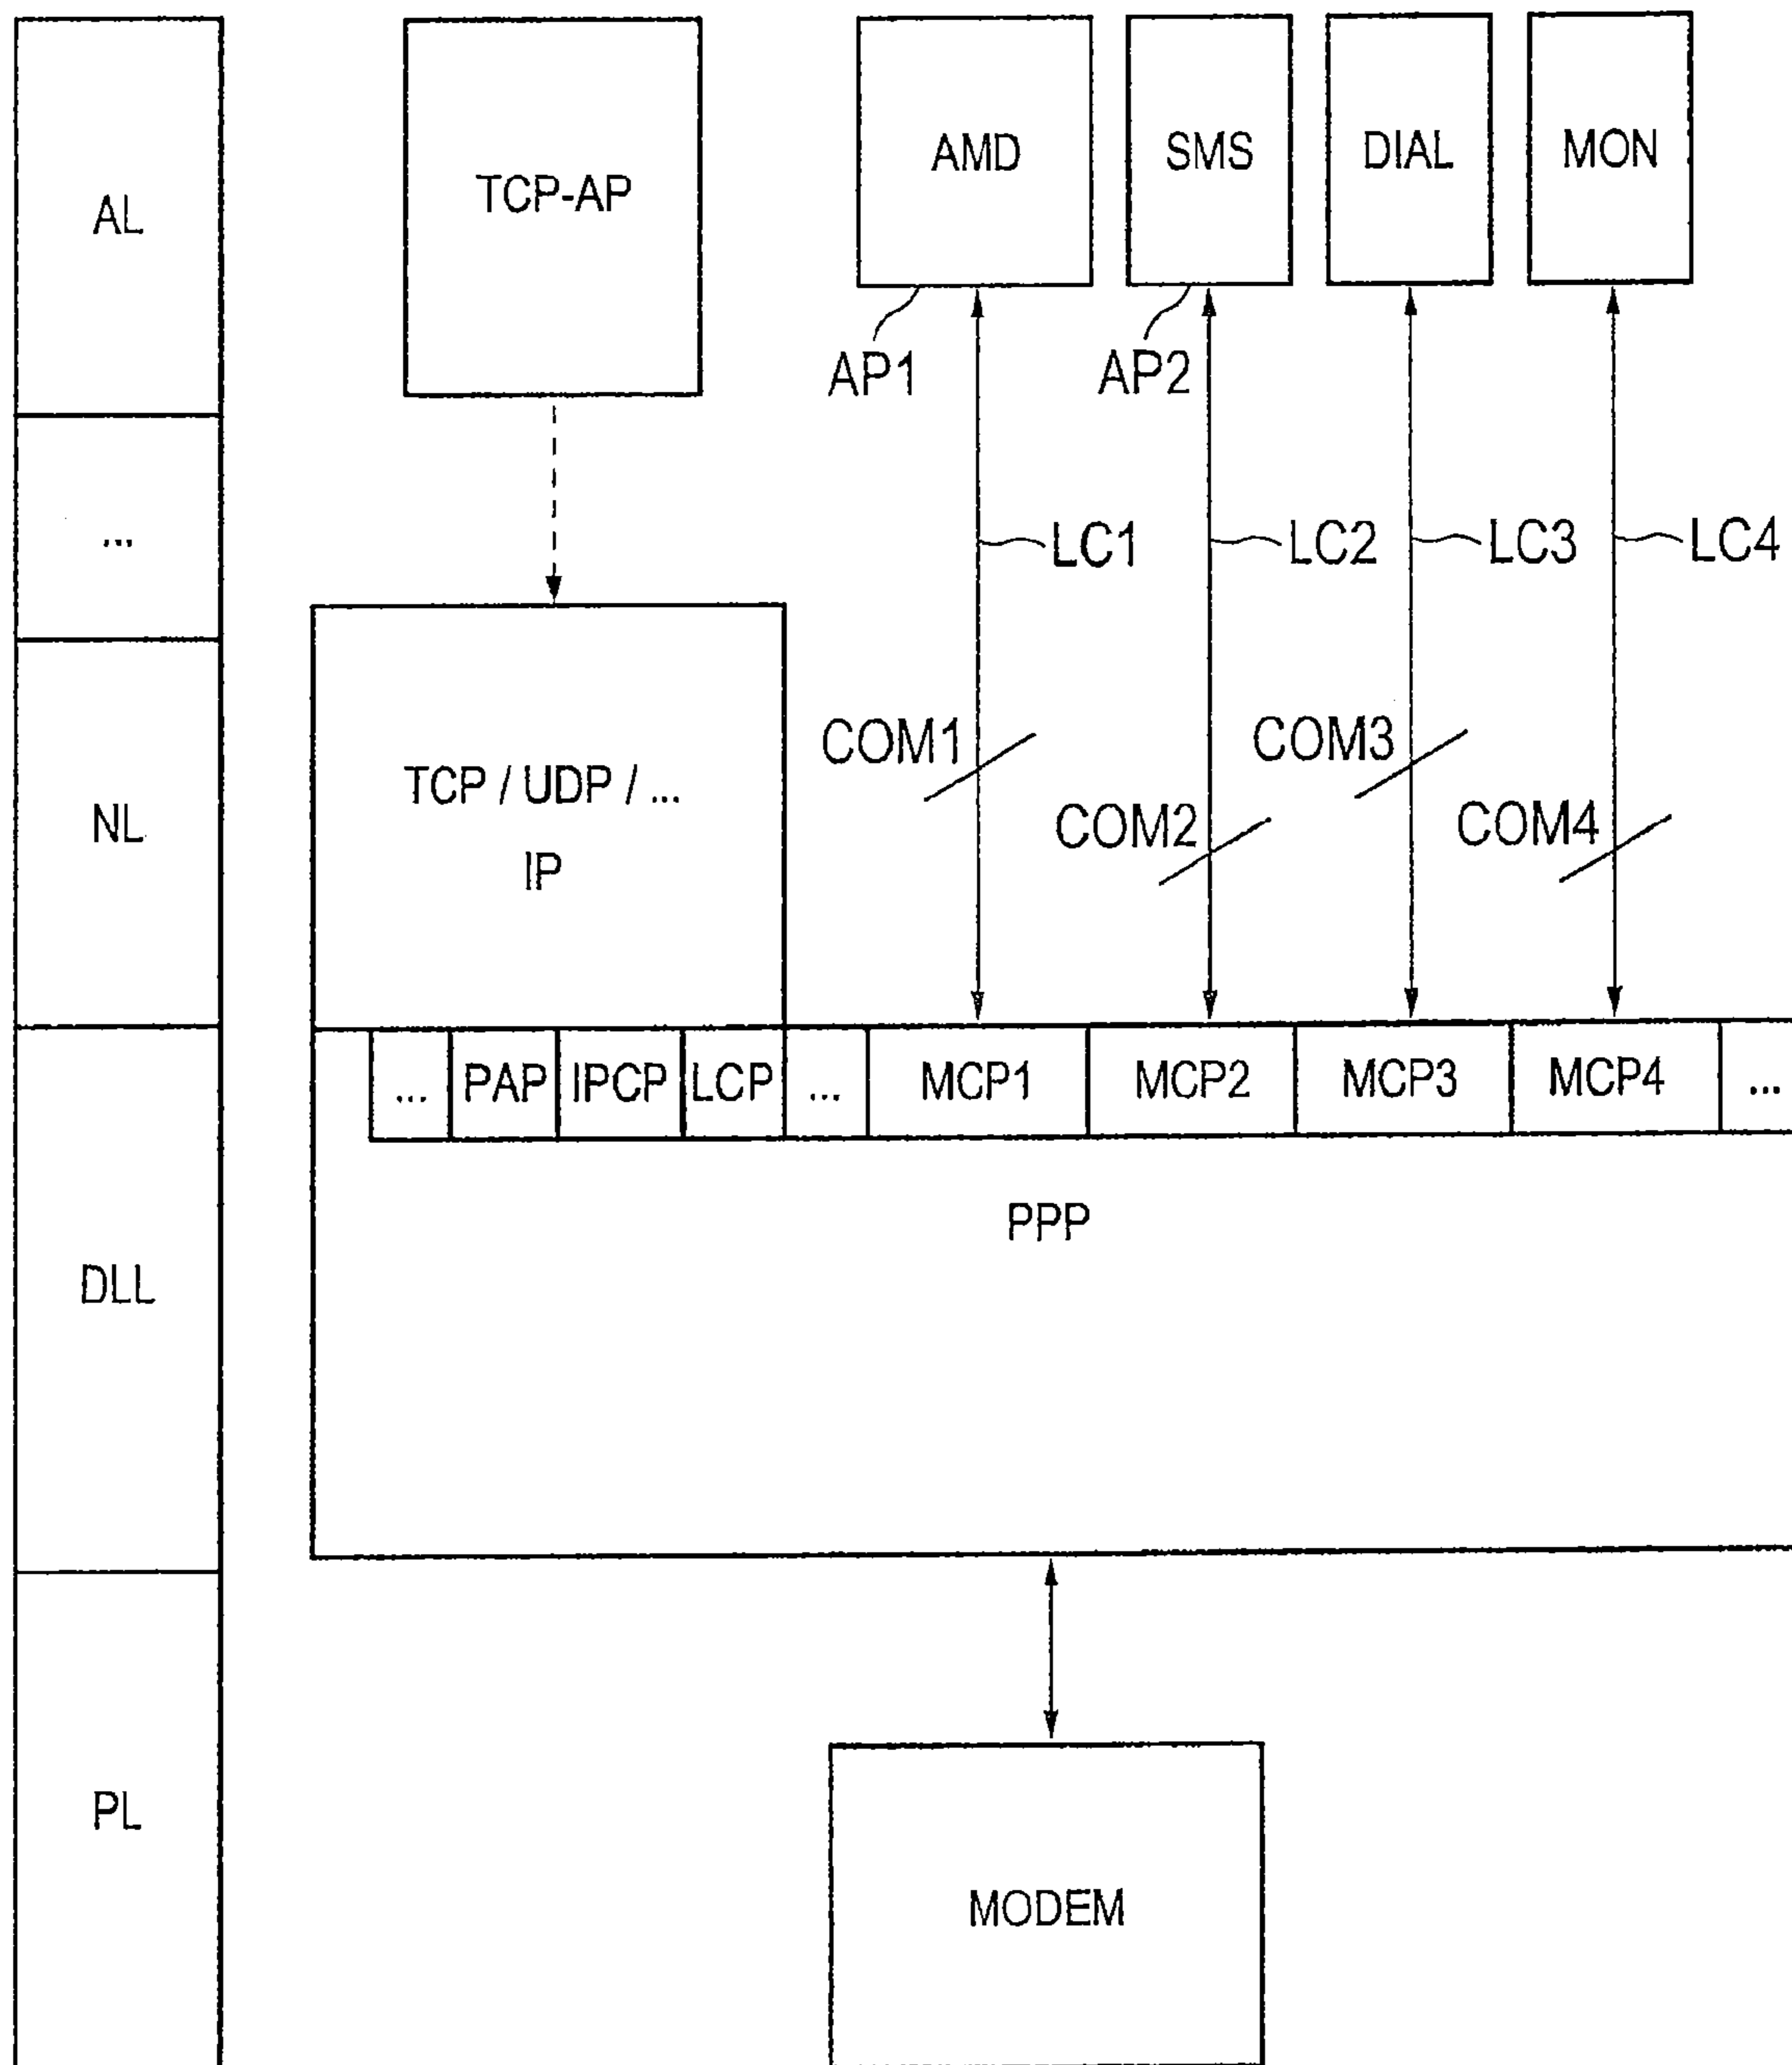 AL
TCP-AP
AMD
SMS
DIAL
MON
AP1
AP2
...
LC1
LC2
LC3
LC4
NL
TCP / UDP / ...
IP
COM1
COM2
COM3
COM4
DLL
... PAP IPCP LCP ... MCP1 MCP2 MCP3 MCP4 ...
PPP
PL
MODEM